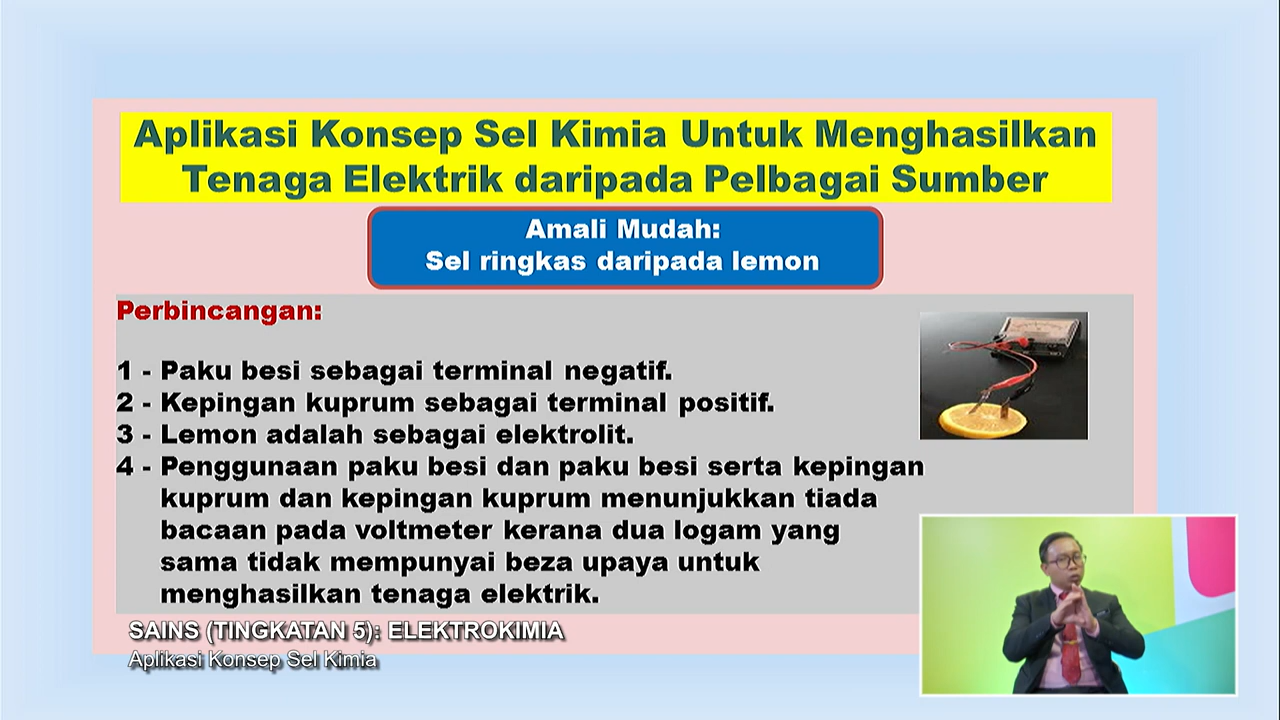 Aplikasi Konsep Sel Kimia Untuk Menghasilkan
Tenaga Elektrik daripada Pelbagai Sumber
Amali Mudah:
Sel ringkas daripada lemon
Perbincangan:
1 - Paku besi sebagai terminal negatif.
2 - Kepingan kuprum sebagai terminal positif.
3 - Lemon adalah sebagai elektrolit.
4 - Penggunaan paku besi dan paku besi serta kepingan
kuprum dan kepingan kuprum menunjukkan tiada
bacaan pada voltmeter kerana dua logam yang
sama tidak mempunyai beza upaya untuk
menghasilkan tenaga elektrik.
SAINS (TINGKATAN 5): ELEKTROKIMIA
Aplikasi Konsep Sel Kimia